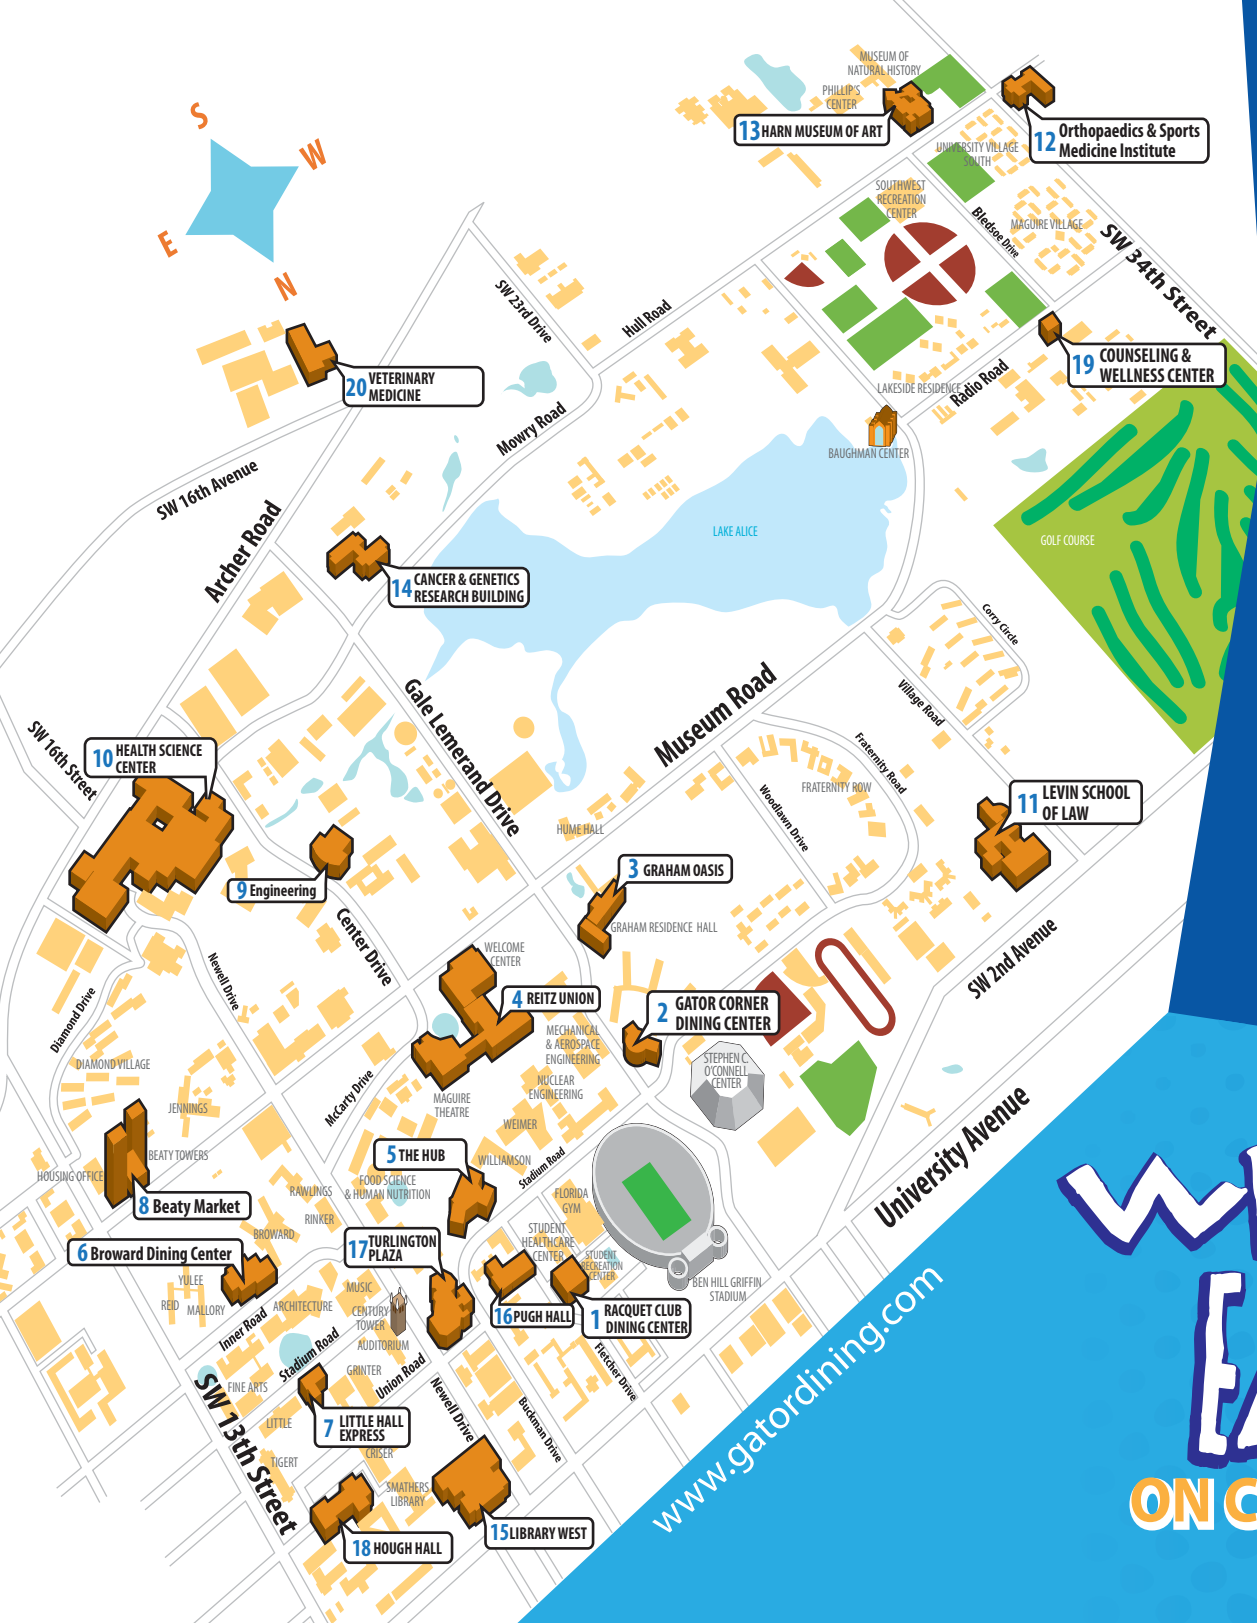 MUSEUM OF
NATURAL HISTORY
PHILLIP'S
CENTER
13 HARN MUSEUM OF ART
12 Orthopaedics & Sports
Medicine Institute
UNIVERSITY VILLAGE
SOUTH
S
W
E
N
SOUTHWEST
RECREATION
CENTER
Bledsoe Drive
MAGUIRE VILLAGE
SW 34th Street
SW 23rd Drive
Hull Road
19 COUNSELING &
WELLNESS CENTER
20 VETERINARY
MEDICINE
LAKESIDE RESIDENCE
Radio Road
Mowry Road
BAUGHMAN CENTER
SW 16th Avenue
Archer Road
LAKE ALICE
GOLF COURSE
14 CANCER & GENETICS
RESEARCH BUILDING
Corry Circle
Gale Lemerand Drive
Museum Road
Village Road
SW 16th Street
10 HEALTH SCIENCE
CENTER
Fraternity Road
FRATERNITY ROW
Woodlawn Drive
11 LEVIN SCHOOL
OF LAW
HUME HALL
3 GRAHAM OASIS
9 Engineering
Center Drive
GRAHAM RESIDENCE HALL
WELCOME
CENTER
SW 2nd Avenue
Newell Drive
4 REITZ UNION
2 GATOR CORNER
DINING CENTER
Diamond Drive
MECHANICAL
& AEROSPACE
ENGINEERING
STEPHEN C.
O'CONNELL
CENTER
DIAMOND VILLAGE
NUCLEAR
ENGINEERING
McCarty Drive
MAGUIRE
THEATRE
JENNINGS
WEIMER
University Avenue
BEATY TOWERS
5 THE HUB
WILLIAMSON
Stadium Road
HOUSING OFFICE
FOOD SCIENCE
& HUMAN NUTRITION
RAWLINGS
FLORIDA
GYM
8 Beaty Market
RINKER
BROWARD
STUDENT
HEALTHCARE
CENTER
17 TURLINGTON
PLAZA
6 Broward Dining Center
STUDENT
RECREATION
CENTER
BEN HILL GRIFFIN
STADIUM
YULEE
REID
MALLORY
MUSIC
ARCHITECTURE
CENTURY
TOWER
AUDITORIUM
16 PUGH HALL
1 RACQUET CLUB
DINING CENTER
Inner Road
Stadium Road
GRINTER
Union Road
Fletcher Drive
FINE ARTS
SW 13th Street
LITTLE
7 LITTLE HALL
EXPRESS
Newell Drive
Buckman Drive
CRISER
TIGERT
SMATHERS
LIBRARY
15 LIBRARY WEST
18 HOUGH HALL
www.gatordining.com
ON